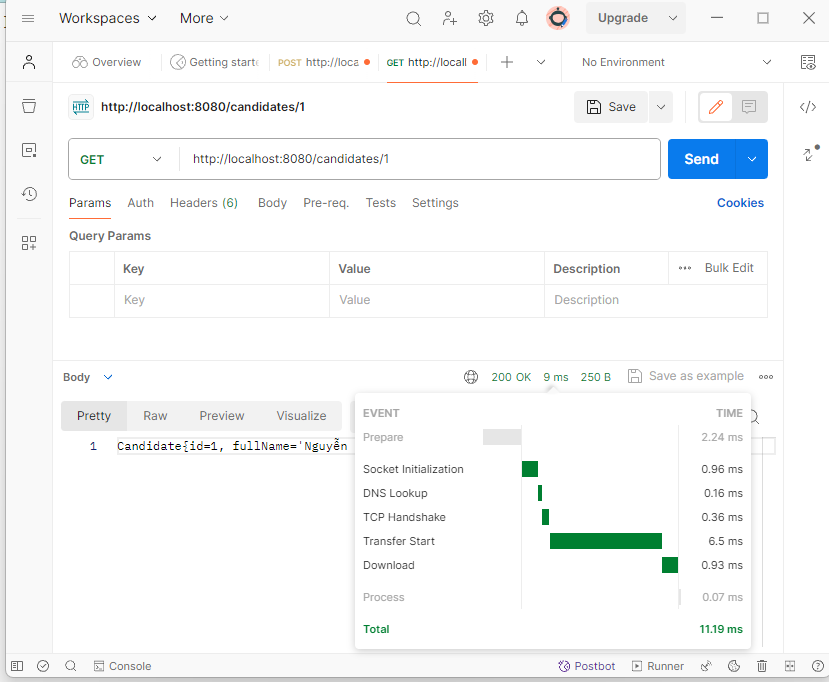 Workspaces More Upgrade
Overview Getting starte POST http://loca GET http://locall No Environment
HTTP http://localhost:8080/candidates/1 Save
GET http://localhost:8080/candidates/1 Send
Params Auth Headers (6) Body Pre-req. Tests Settings Cookies
Query Params
Key Value Description Bulk Edit
Key Value Description
Body 200 OK 9 ms 250 B Save as example
Pretty Raw Preview Visualize
1 Candidate{id=1, fullName='Nguyễn
EVENT TIME
Prepare 2.24 ms
Socket Initialization 0.96 ms
DNS Lookup 0.16 ms
TCP Handshake 0.36 ms
Transfer Start 6.5 ms
Download 0.93 ms
Process 0.07 ms
Total 11.19 ms
Console Postbot Runner